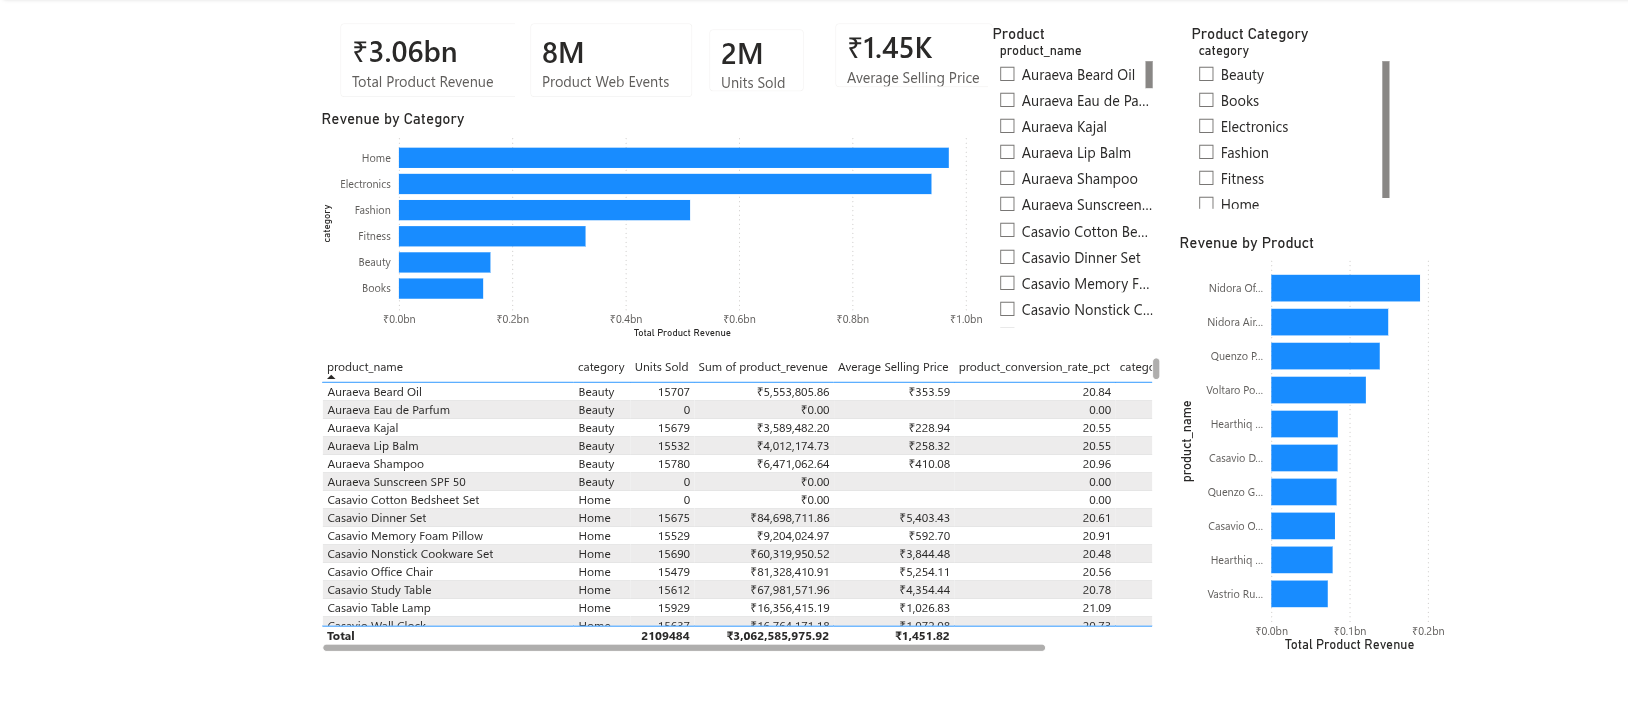 ₹3.06bn
Total Product Revenue
8M
Product Web Events
2M
Units Sold
₹1.45K
Average Selling Price
Product
product_name
Auraeva Beard Oil
Auraeva Eau de Pa...
Auraeva Kajal
Auraeva Lip Balm
Auraeva Shampoo
Auraeva Sunscreen...
Casavio Cotton Be...
Casavio Dinner Set
Casavio Memory F...
Casavio Nonstick C...
Product Category
category
Beauty
Books
Electronics
Fashion
Fitness
Home
Revenue by Category
category
Home
Electronics
Fashion
Fitness
Beauty
Books
₹0.0bn ₹0.2bn ₹0.4bn ₹0.6bn ₹0.8bn ₹1.0bn
Total Product Revenue
Revenue by Product
product_name
Nidora Of...
Nidora Air...
Quenzo P...
Voltaro Po...
Hearthiq ...
Casavio D...
Quenzo G...
Casavio O...
Hearthiq ...
Vastrio Ru...
₹0.0bn ₹0.1bn ₹0.2bn
Total Product Revenue
product_name category Units Sold Sum of product_revenue Average Selling Price product_conversion_rate_pct catego
Auraeva Beard Oil Beauty 15707 ₹5,553,805.86 ₹353.59 20.84
Auraeva Eau de Parfum Beauty 0 ₹0.00 0.00
Auraeva Kajal Beauty 15679 ₹3,589,482.20 ₹228.94 20.55
Auraeva Lip Balm Beauty 15532 ₹4,012,174.73 ₹258.32 20.55
Auraeva Shampoo Beauty 15780 ₹6,471,062.64 ₹410.08 20.96
Auraeva Sunscreen SPF 50 Beauty 0 ₹0.00 0.00
Casavio Cotton Bedsheet Set Home 0 ₹0.00 0.00
Casavio Dinner Set Home 15675 ₹84,698,711.86 ₹5,403.43 20.61
Casavio Memory Foam Pillow Home 15529 ₹9,204,024.97 ₹592.70 20.91
Casavio Nonstick Cookware Set Home 15690 ₹60,319,950.52 ₹3,844.48 20.48
Casavio Office Chair Home 15479 ₹81,328,410.91 ₹5,254.11 20.56
Casavio Study Table Home 15612 ₹67,981,571.96 ₹4,354.44 20.78
Casavio Table Lamp Home 15929 ₹16,356,415.19 ₹1,026.83 21.09
Casavio Wall Clock Home 15637 ₹16,764,171.18 ₹1,072.08 20.73
Total 2109484 ₹3,062,585,975.92 ₹1,451.82